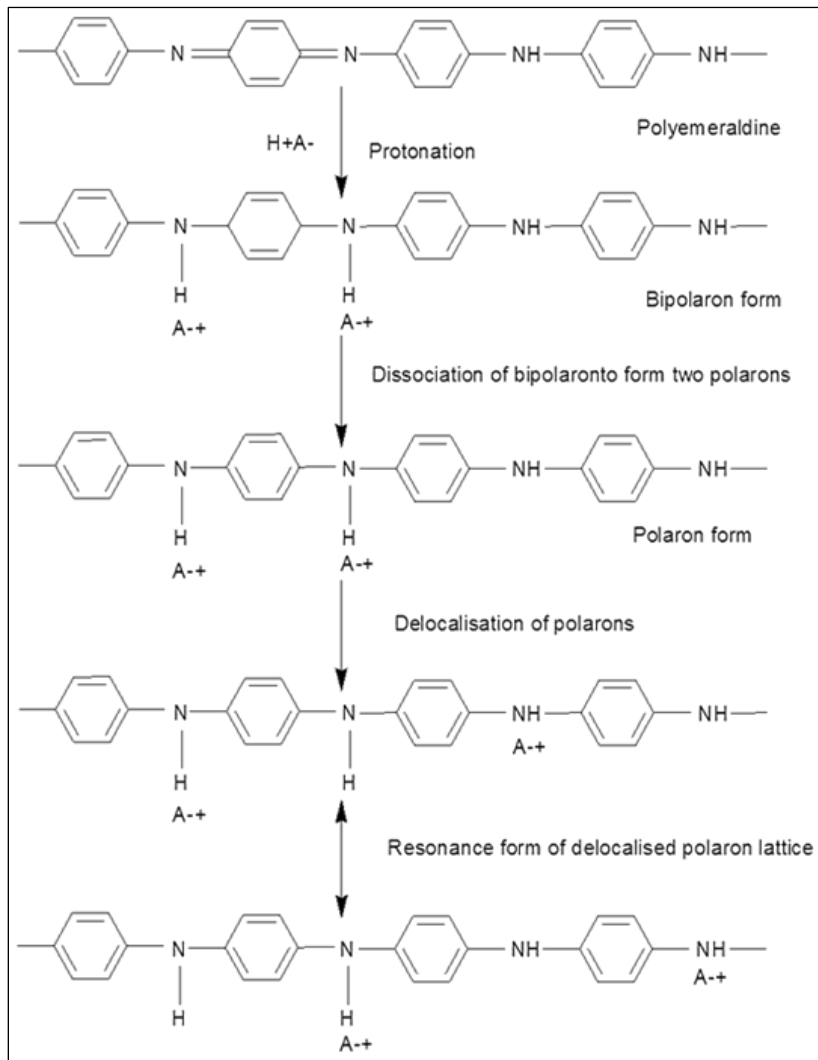 N N NH NH
Polyemeraldine
H+A- Protonation
N N NH NH
H H
Bipolaron form
A-+ A-+
Dissociation of bipolaronto form two polarons
N N NH NH
H H
Polaron form
A-+ A-+
Delocalisation of polarons
N N NH NH
A-+
H H
A-+
Resonance form of delocalised polaron lattice
N N NH NH
A-+
H H
A-+